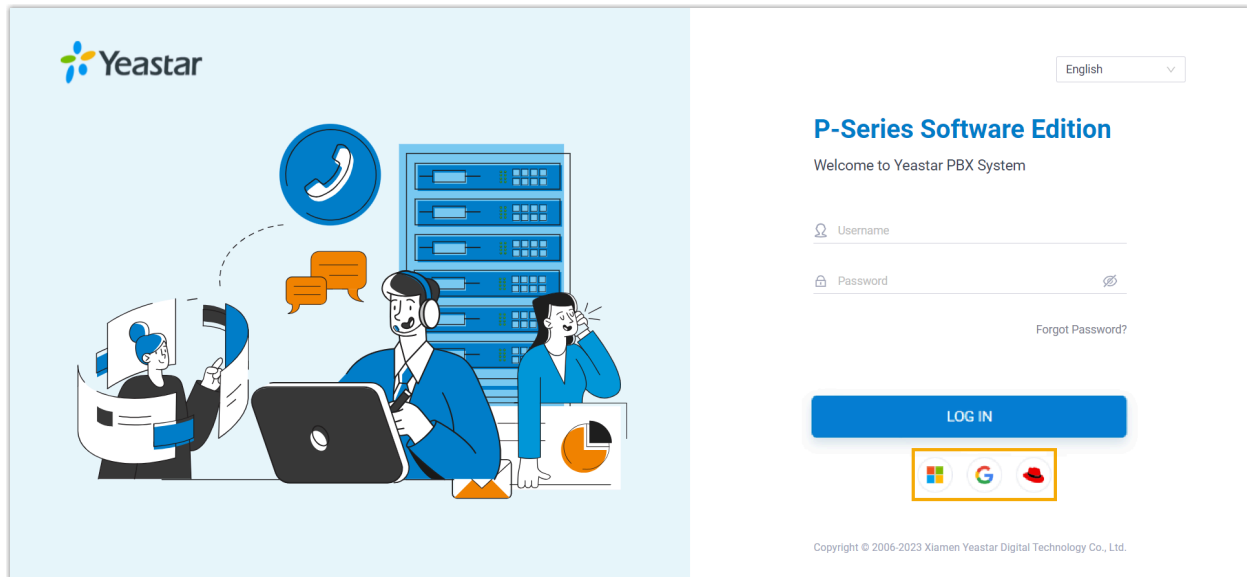 Yeastar
English
P-Series Software Edition
Welcome to Yeastar PBX System
Username
Password
Forgot Password?
LOG IN
Copyright © 2006-2023 Xiamen Yeastar Digital Technology Co., Ltd.